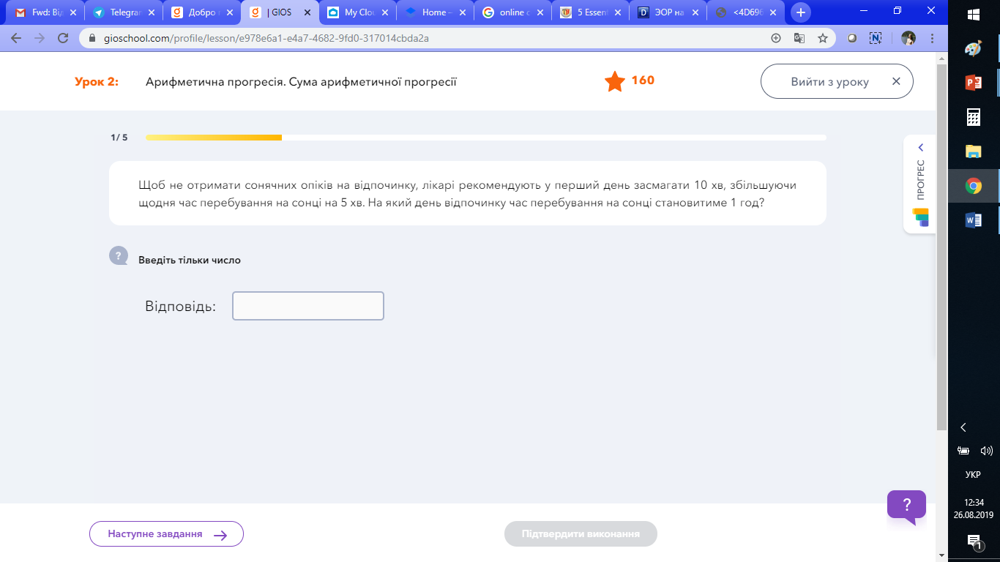 Fwd: Від
Telegram
Добро п
| GIOS
My Clou
Home –
online c
5 Essent
ЭОР на
<4D696
gioschool.com/profile/lesson/e978e6a1-e4a7-4682-9fd0-317014cbda2a
Урок 2: Арифметична прогресія. Сума арифметичної прогресії
160
Вийти з уроку
1/ 5
ПРОГРЕС
Щоб не отримати сонячних опіків на відпочинку, лікарі рекомендують у перший день засмагати 10 хв, збільшуючи
щодня час перебування на сонці на 5 хв. На який день відпочинку час перебування на сонці становитиме 1 год?
?
Введіть тільки число
Відповідь:
?
Наступне завдання
Підтвердити виконання
УКР
12:34
26.08.2019
1